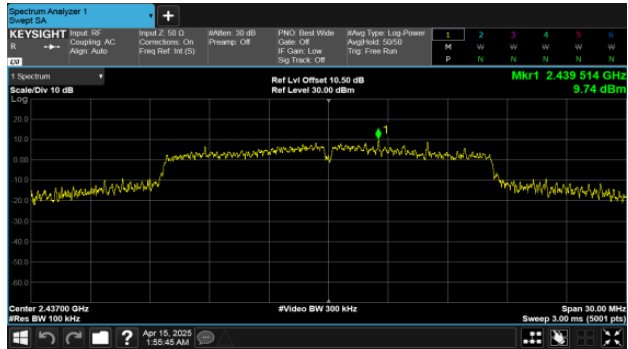 Spectrum Analyzer 1
Swept SA
KEYSIGHT Input: RF
R Coupling: AC
Align: Auto
LXI
Input Z: 50 Ω
Corrections: On
Freq Ref: Int (S)
#Atten: 30 dB
Preamp: Off
PNO: Best Wide
Gate: Off
IF Gain: Low
Sig Track: Off
#Avg Type: Log-Power
Avg|Hold: 50/50
Trig: Free Run
1 2 3 4 5 6
M W W W W W
P N N N N N
1 Spectrum
Scale/Div 10 dB
Ref Lvl Offset 10.50 dB
Ref Level 30.00 dBm
Mkr1 2.439 514 GHz
9.74 dBm
Log
20.0
10.0
0.00
-10.0
-20.0
-30.0
-40.0
-50.0
-60.0
1
Center 2.43700 GHz
#Res BW 100 kHz
#Video BW 300 kHz
Span 30.00 MHz
Sweep 3.00 ms (5001 pts)
Apr 15, 2025
1:55:45 AM